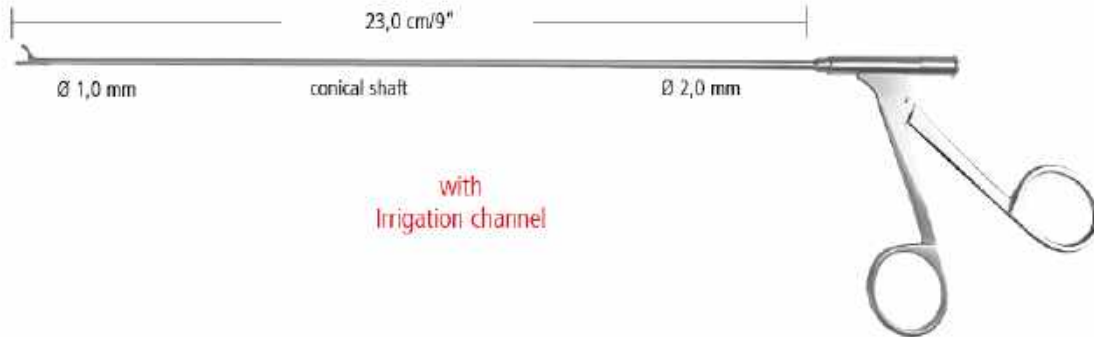 23,0 cm/9"
Ø 1,0 mm conical shaft Ø 2,0 mm
with
Irrigation channel